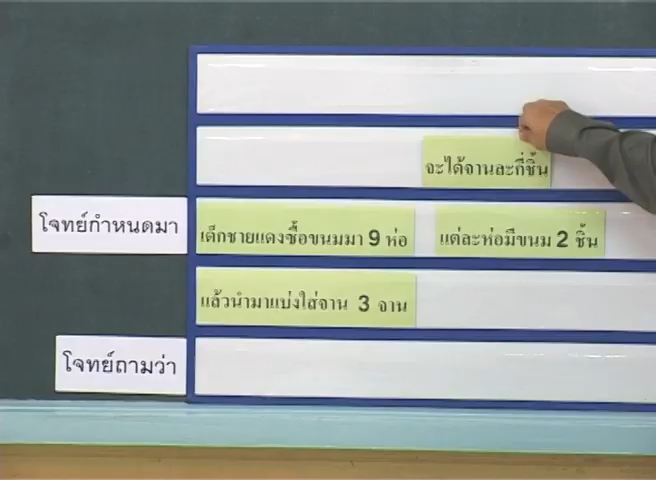 จะได้จานละกี่ชิ้น
โจทย์กำหนดมา
เด็กชายแดงซื้อขนมมา 9 ห่อ
แต่ละห่อมีขนม 2 ชิ้น
แล้วนำมาแบ่งใส่จาน 3 จาน
โจทย์ถามว่า